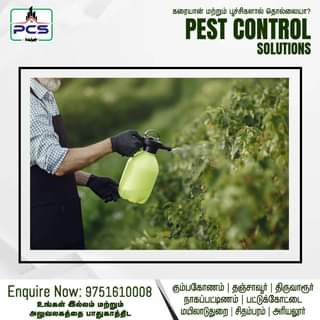 PCS
கரையான் மற்றும் பூச்சிகளால் தொல்லையா?
PEST CONTROL
SOLUTIONS
Enquire Now: 9751610008
உங்கள் இல்லம் மற்றும்
அலுவலகத்தை பாதுகாத்திட
கும்பகோணம் | தஞ்சாவூர் | திருவாரூர்
நாகப்பட்டிணம் | பட்டுக்கோட்டை
மயிலாடுதுறை | சிதம்பரம் | அரியலூர்